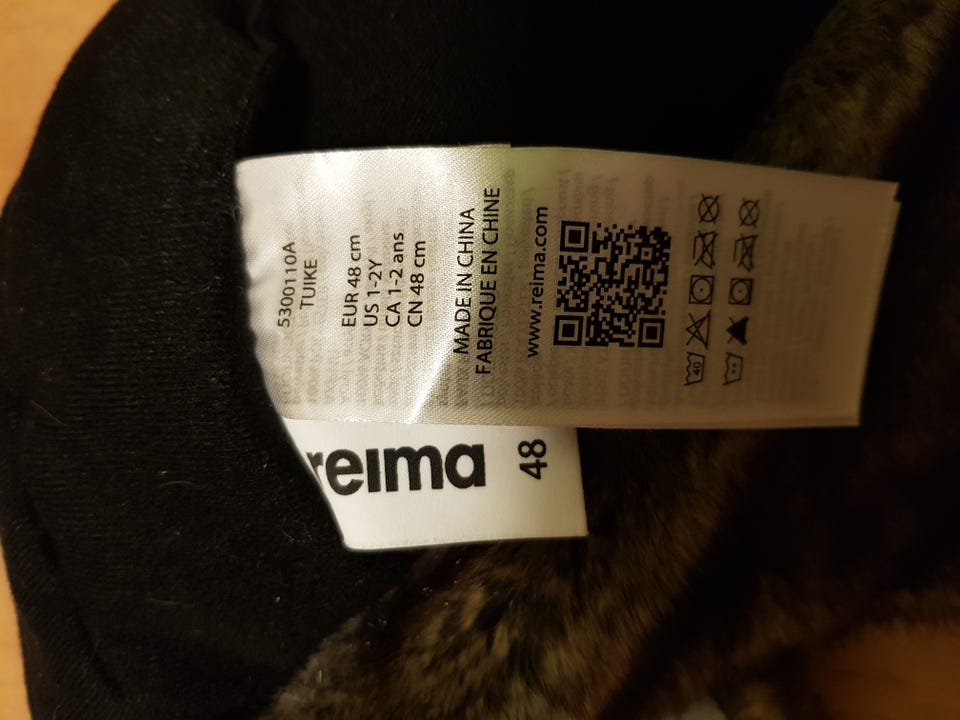 5300110A
TUIKE
EUR 48 cm
US 1-2Y
CA 1-2 ans
CN 48 cm
MADE IN CHINA
FABRIQUE EN CHINE
www.reima.com
40
reima
48